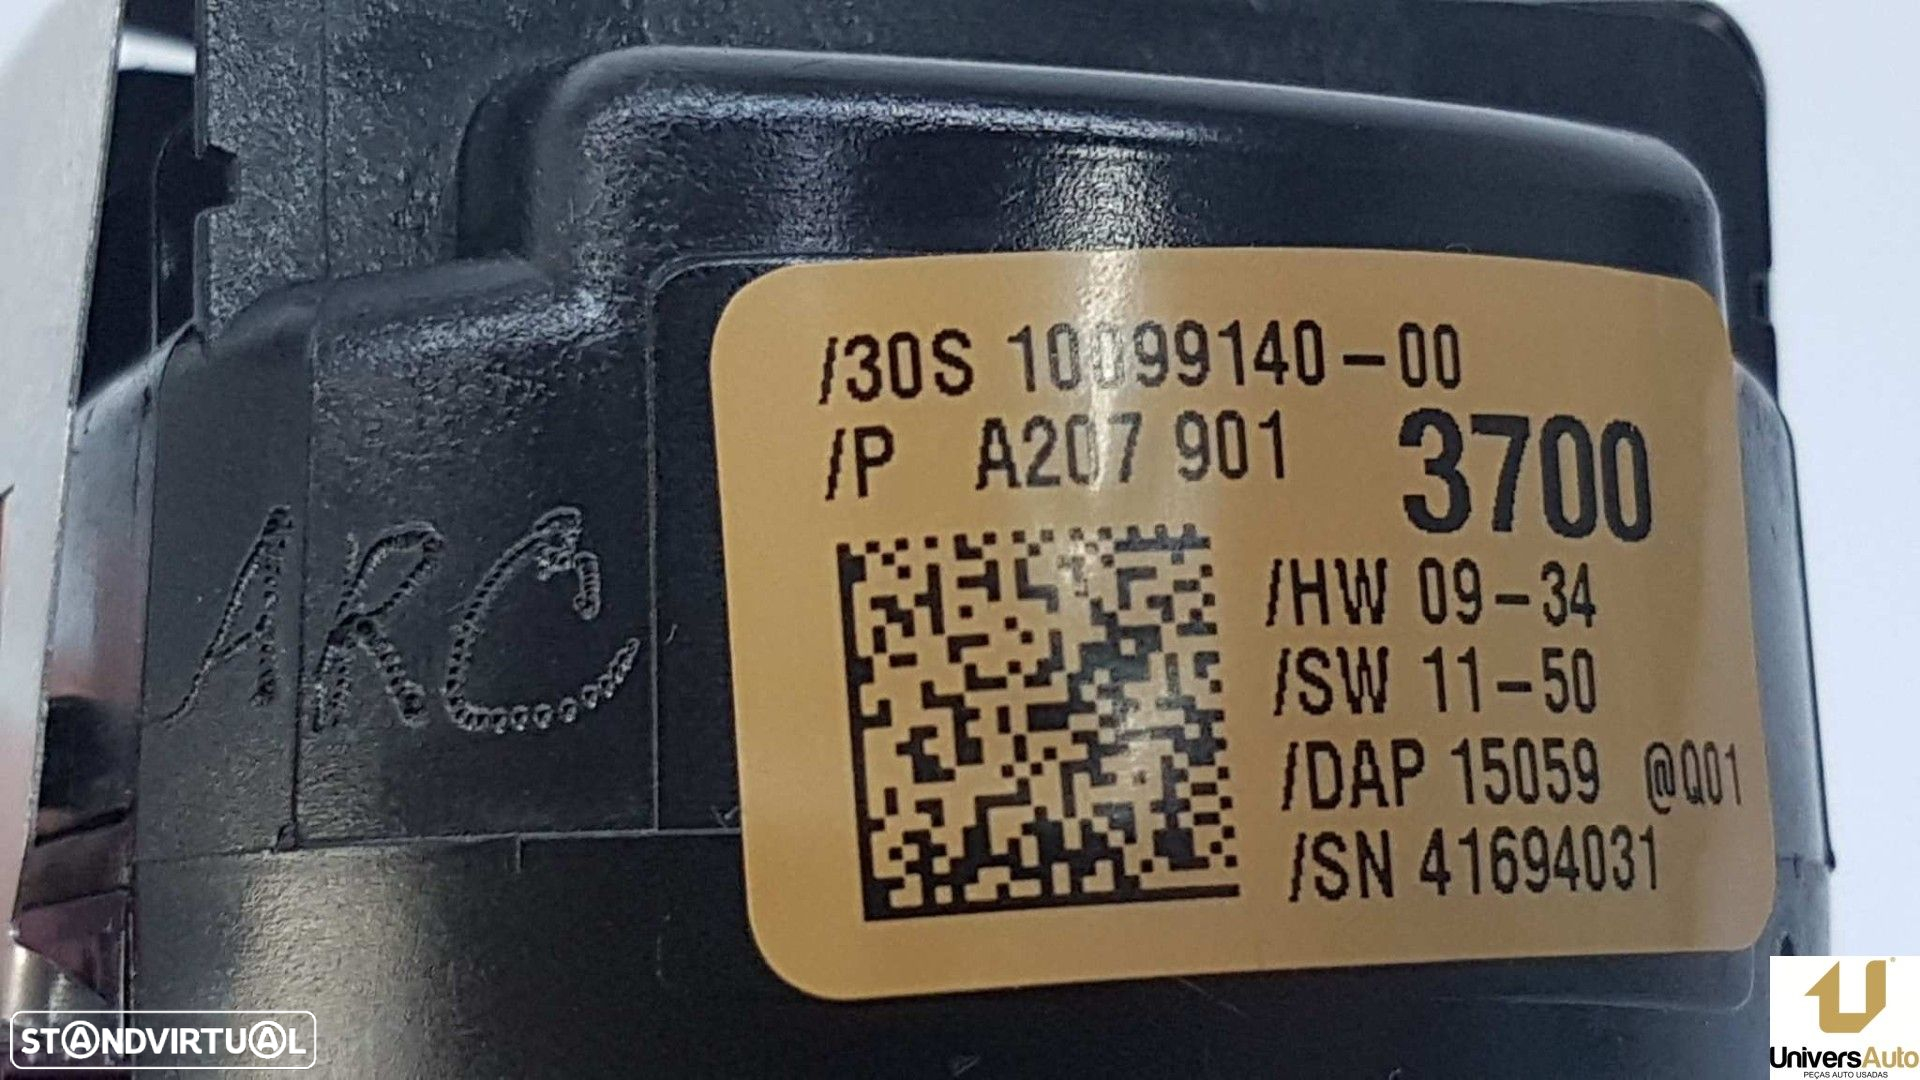 /30S 10099140-00
/P A207 901 3700
/HW 09-34
/SW 11-50
/DAP 15059 @Q01
/SN 41694031
ARC
STANDVIRTUAL
UniversAuto
PEÇAS AUTO USADAS